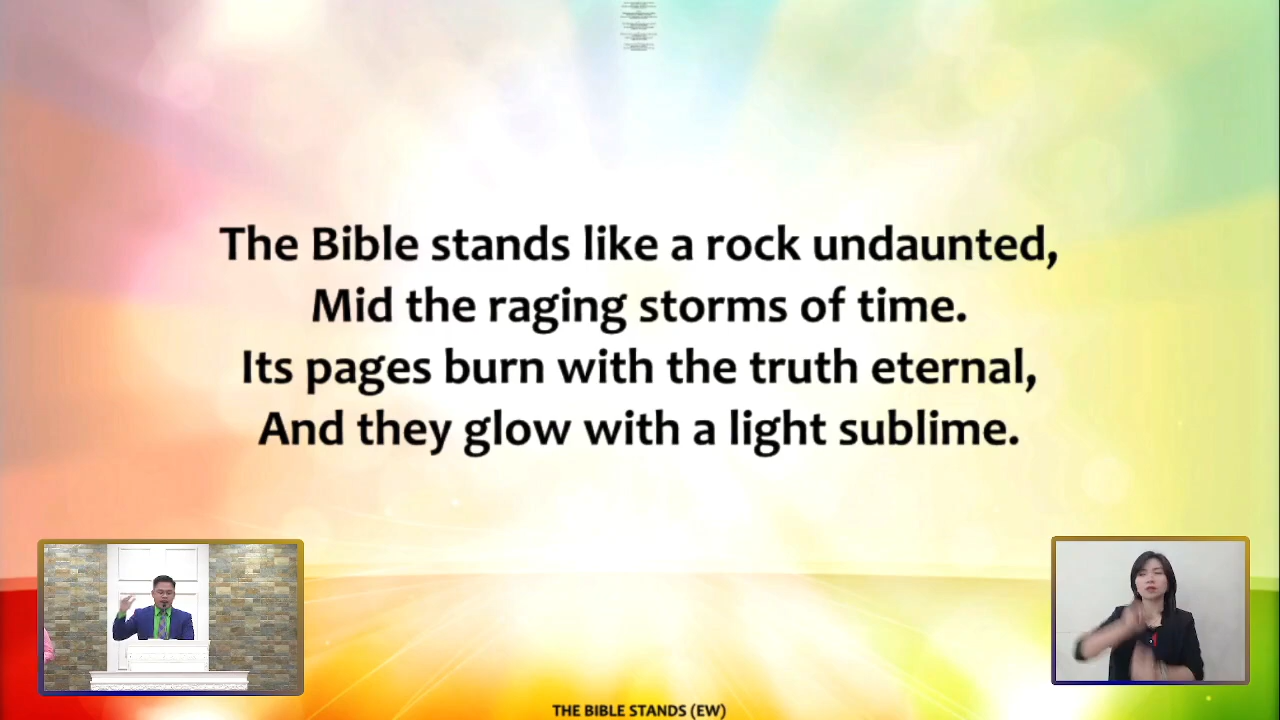 The Bible stands like a rock undaunted,
Mid the raging storms of time.
Its pages burn with the truth eternal,
And they glow with a light sublime.
THE BIBLE STANDS (EW)